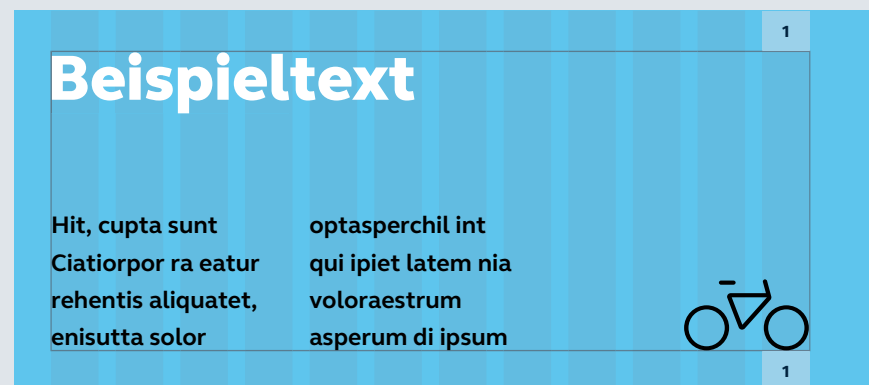 1
Beispieltext
Hit, cupta sunt
Ciatiorpor ra eatur
rehentis aliquatet,
enisutta solor
optasperchil int
qui ipiet latem nia
voloraestrum
asperum di ipsum
1